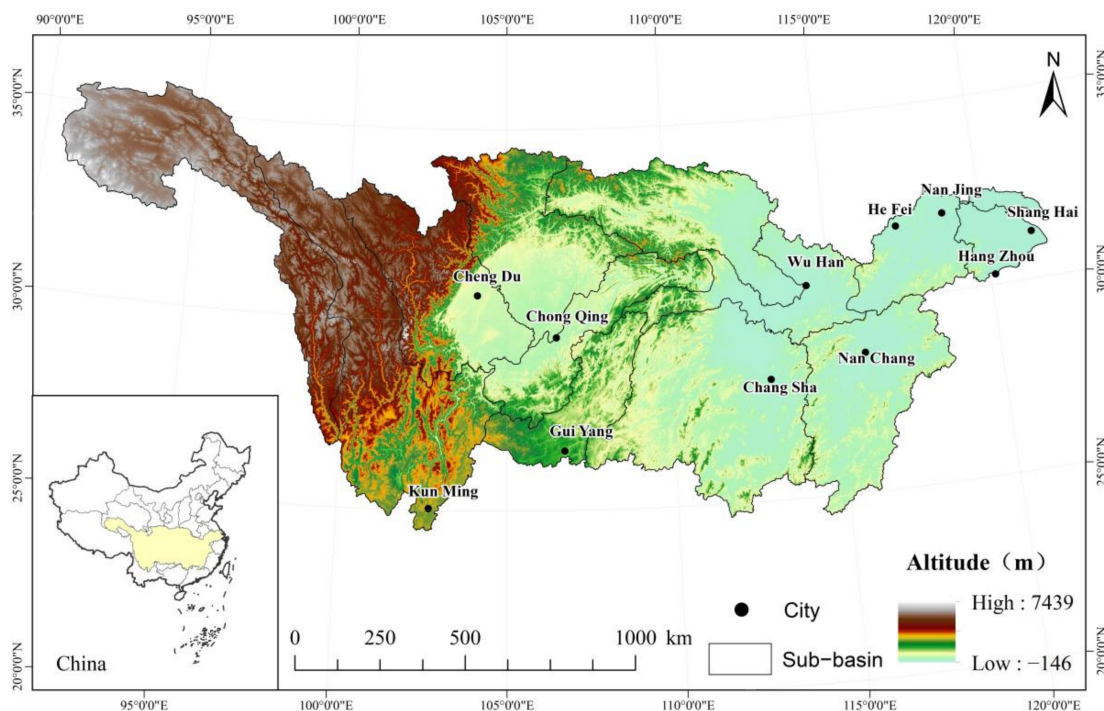 90°0'0"E 95°0'0"E 100°0'0"E 105°0'0"E 110°0'0"E 115°0'0"E 120°0'0"E
35°0'0"N
35°0'0"N
N
Nan Jing
He Fei
Shang Hai
Hang Zhou
Wu Han
30°0'0"N
30°0'0"N
Cheng Du
Chong Qing
Nan Chang
Chang Sha
Gui Yang
25°0'0"N
25°0'0"N
Kun Ming
Altitude（m）
High : 7439
Low : −146
City
Sub−basin
0 250 500 1000 km
China
20°0'0"N
20°0'0"N
95°0'0"E 100°0'0"E 105°0'0"E 110°0'0"E 115°0'0"E 120°0'0"E